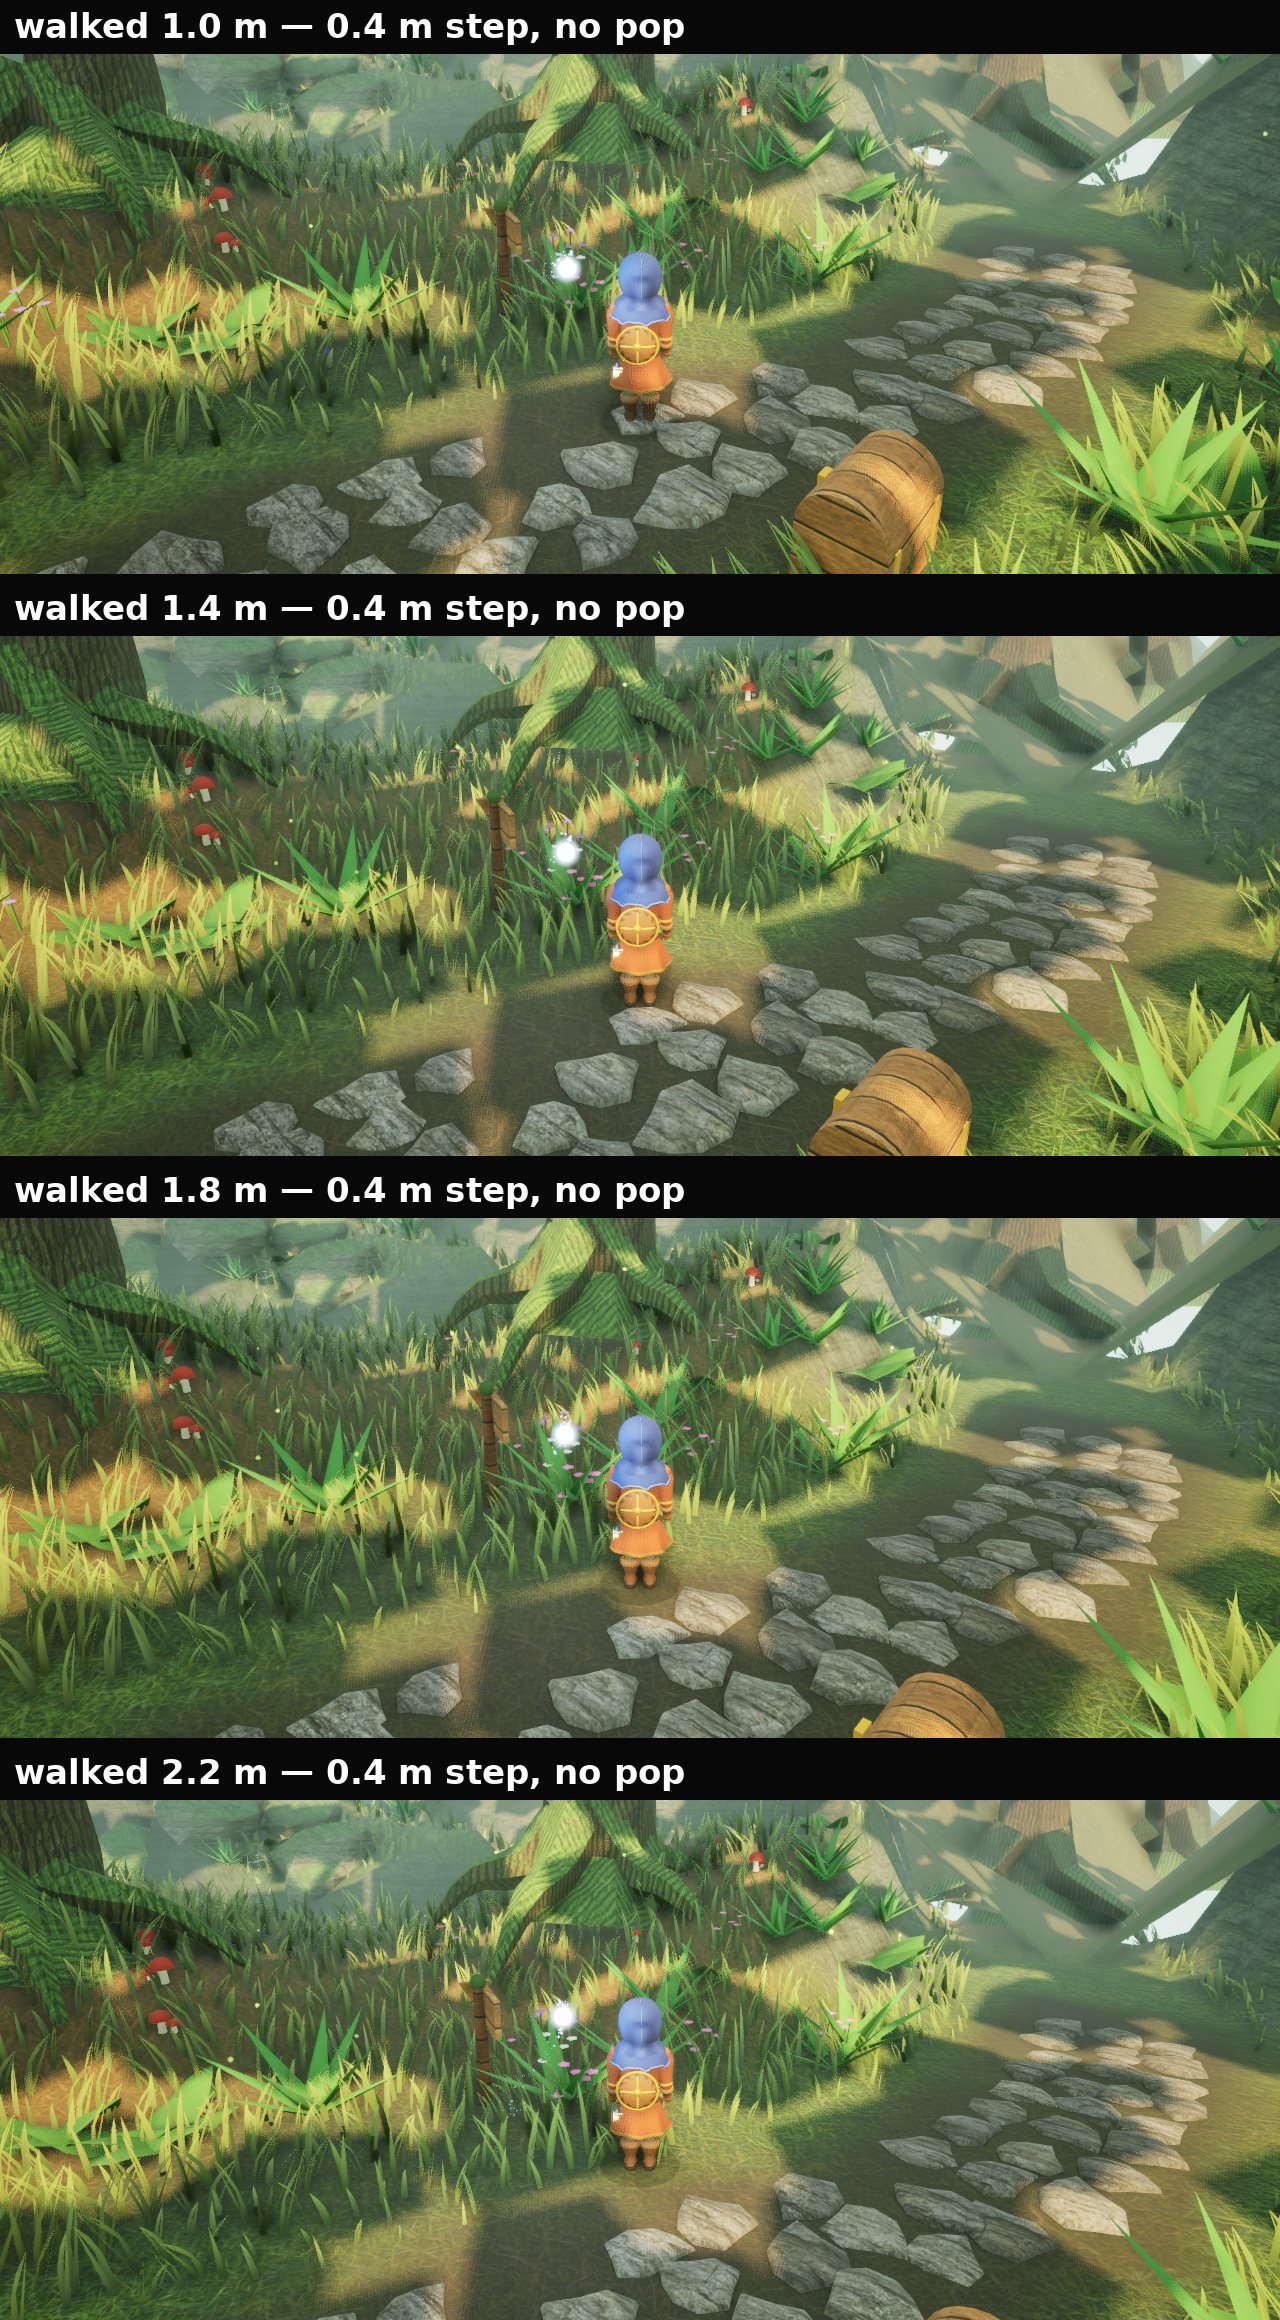 walked 1.0 m — 0.4 m step, no pop
walked 1.4 m — 0.4 m step, no pop
walked 1.8 m — 0.4 m step, no pop
walked 2.2 m — 0.4 m step, no pop